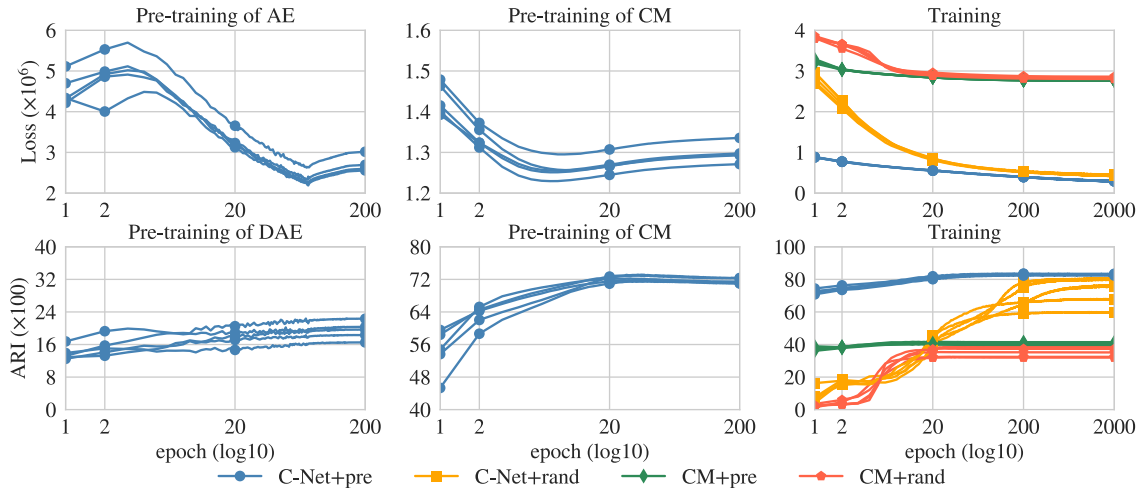 Pre-training of AE Pre-training of CM Training
Loss (×10⁶)
6
5
4
3
2
1 2 20 200
1.6
1.5
1.4
1.3
1.2
1 2 20 200
4
3
2
1
0
1 2 20 200 2000
Pre-training of DAE Pre-training of CM Training
ARI (×100)
40
32
24
16
8
0
1 2 20 200
80
72
64
56
48
40
1 2 20 200
100
80
60
40
20
0
1 2 20 200 2000
epoch (log10) epoch (log10) epoch (log10)
C-Net+pre C-Net+rand CM+pre CM+rand